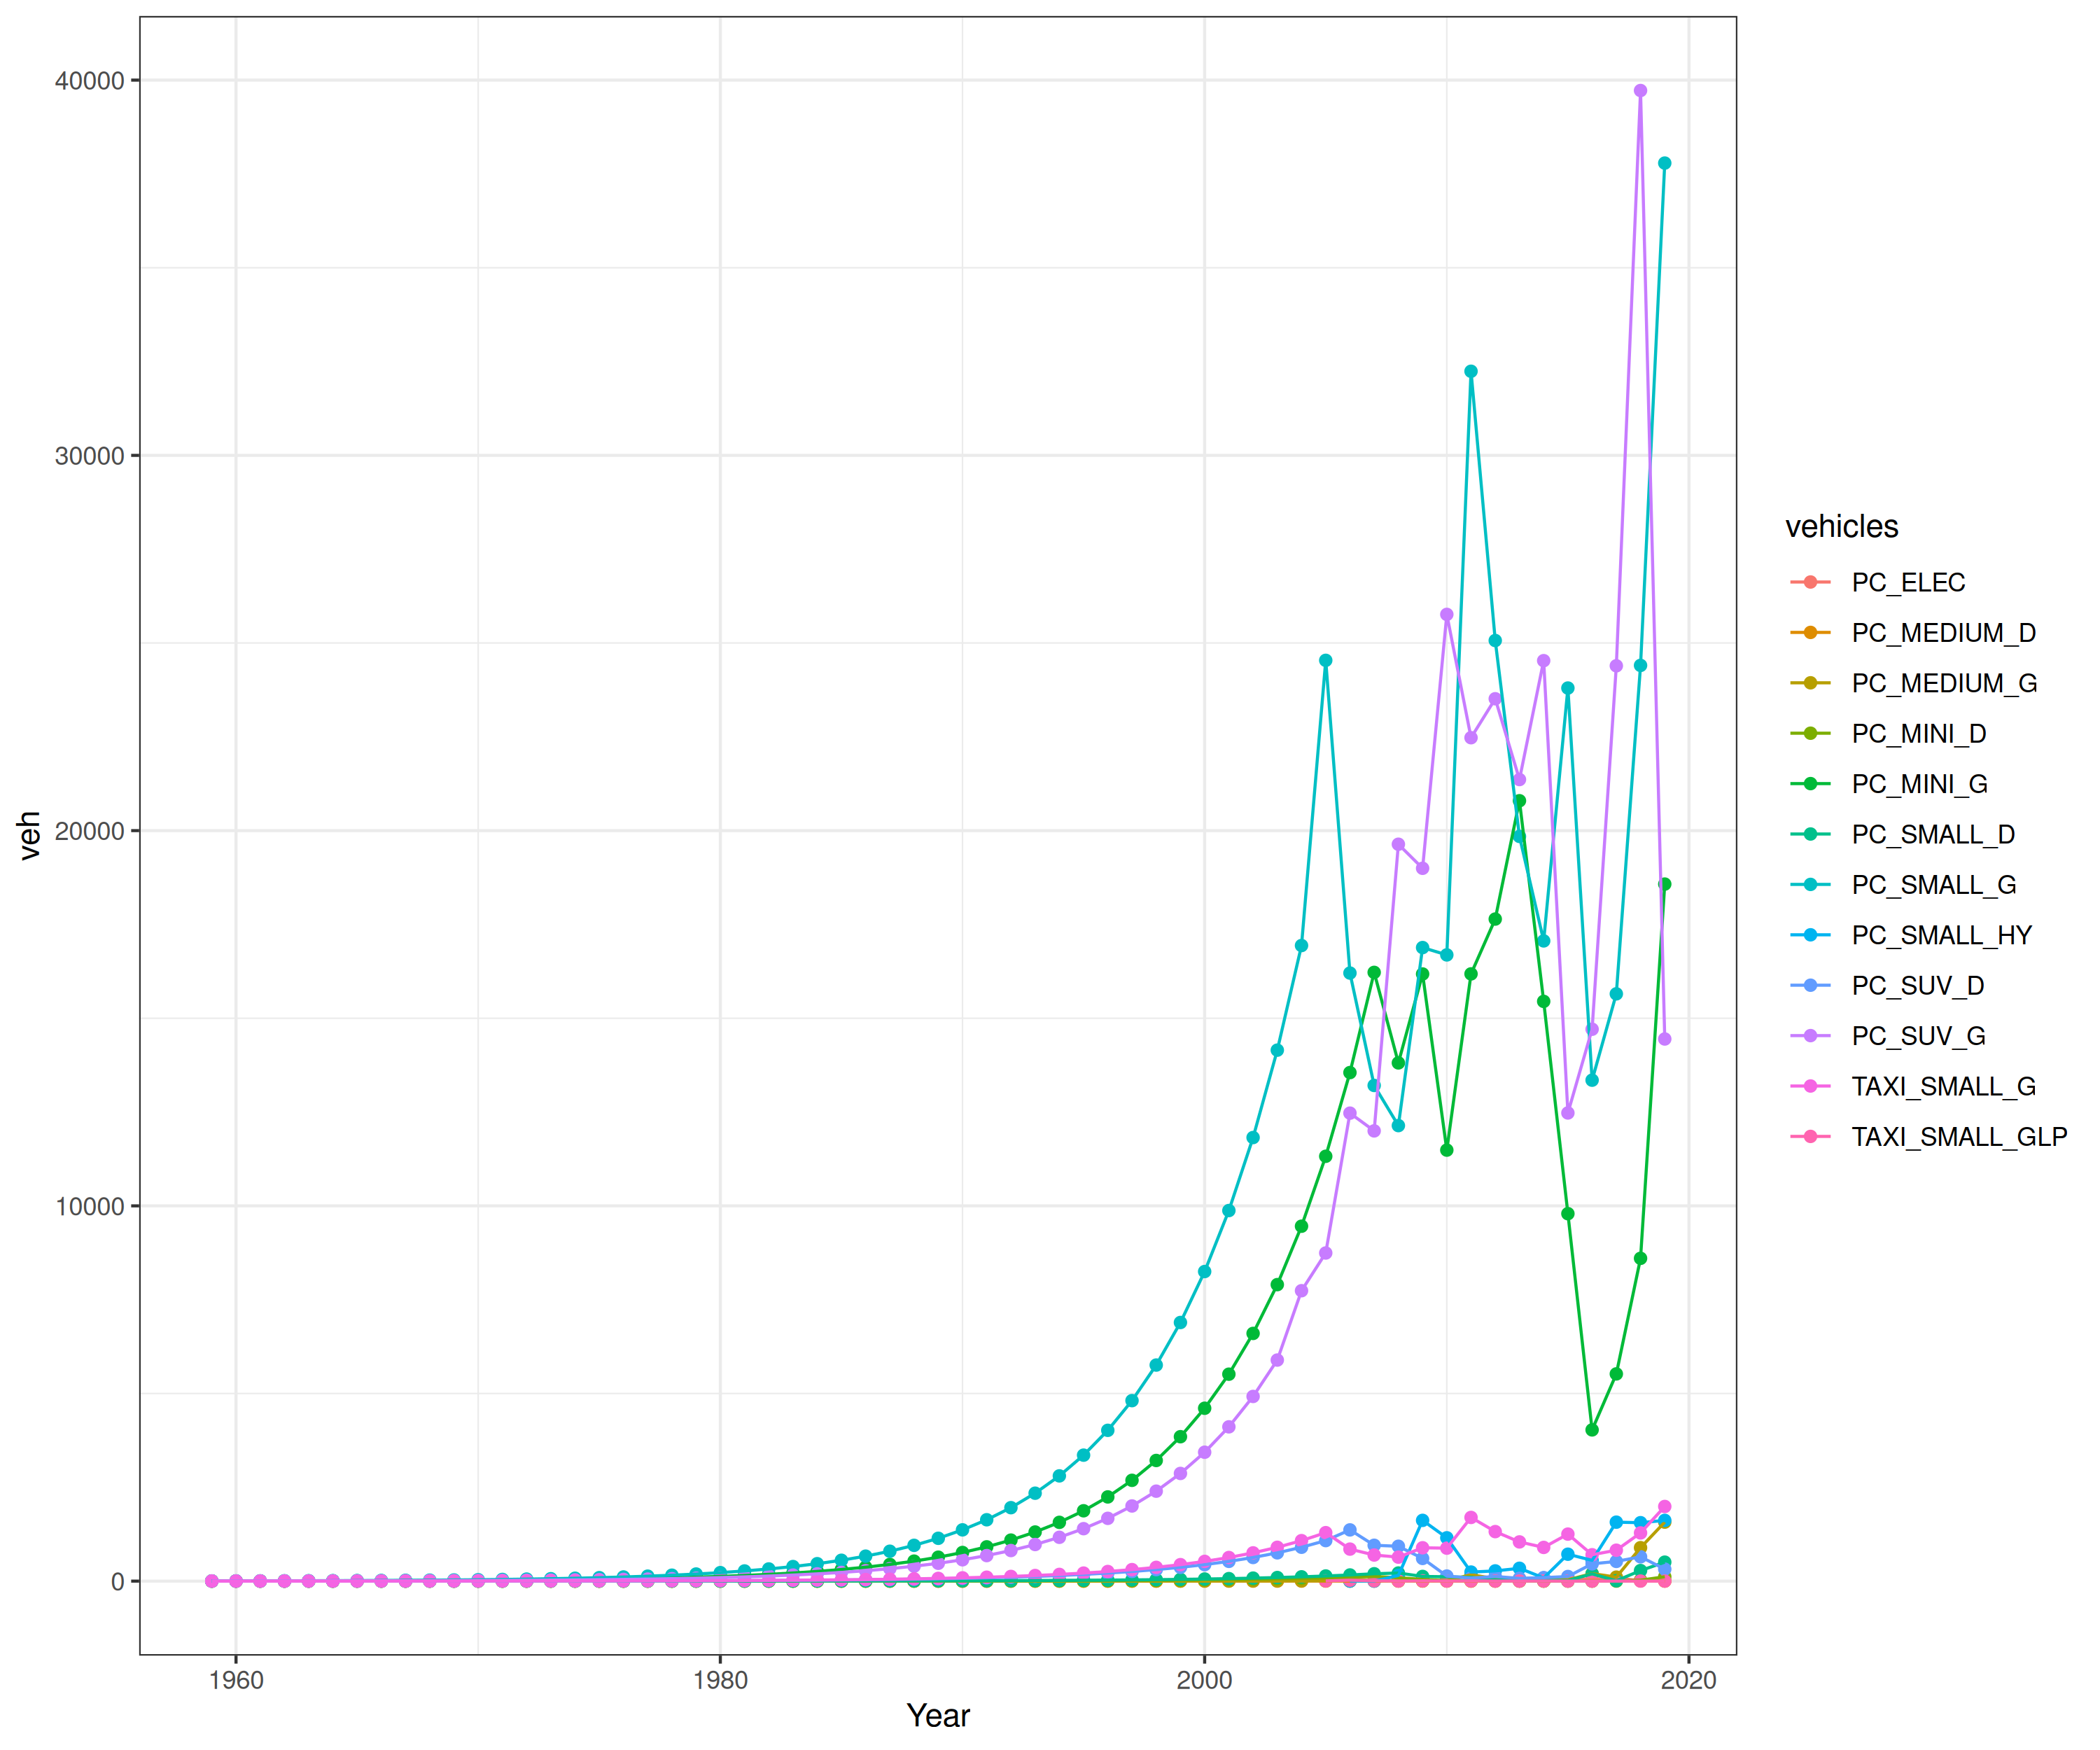 40000
30000
20000
10000
0
veh
1960
1980
2000
2020
Year
vehicles
PC_ELEC
PC_MEDIUM_D
PC_MEDIUM_G
PC_MINI_D
PC_MINI_G
PC_SMALL_D
PC_SMALL_G
PC_SMALL_HY
PC_SUV_D
PC_SUV_G
TAXI_SMALL_G
TAXI_SMALL_GLP